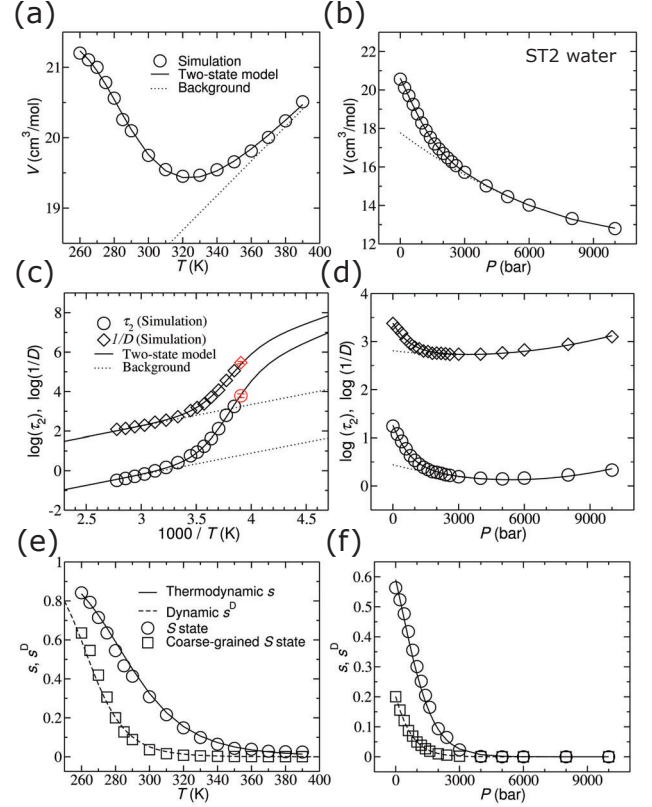 (a)
21
20
19
V (cm³/mol)
Simulation
Two-state model
Background
260 280 300 320 340 360 380 400
T (K)
(b)
ST2 water
22
20
18
16
14
12
V (cm³/mol)
0 3000 6000 9000
P (bar)
(c)
8
6
4
2
0
-2
log(τ₂), log(1/D)
τ₂ (Simulation)
1/D (Simulation)
Two-state model
Background
2.5 3 3.5 4 4.5
1000 / T (K)
(d)
4
3
2
1
0
log (τ₂), log (1/D)
0 3000 6000 9000
P (bar)
(e)
1
0.8
0.6
0.4
0.2
0
s, sᴰ
Thermodynamic s
Dynamic sᴰ
S state
Coarse-grained S state
260 280 300 320 340 360 380 400
T (K)
(f)
0.6
0.5
0.4
0.3
0.2
0.1
0
s, sᴰ
0 3000 6000 9000
P (bar)